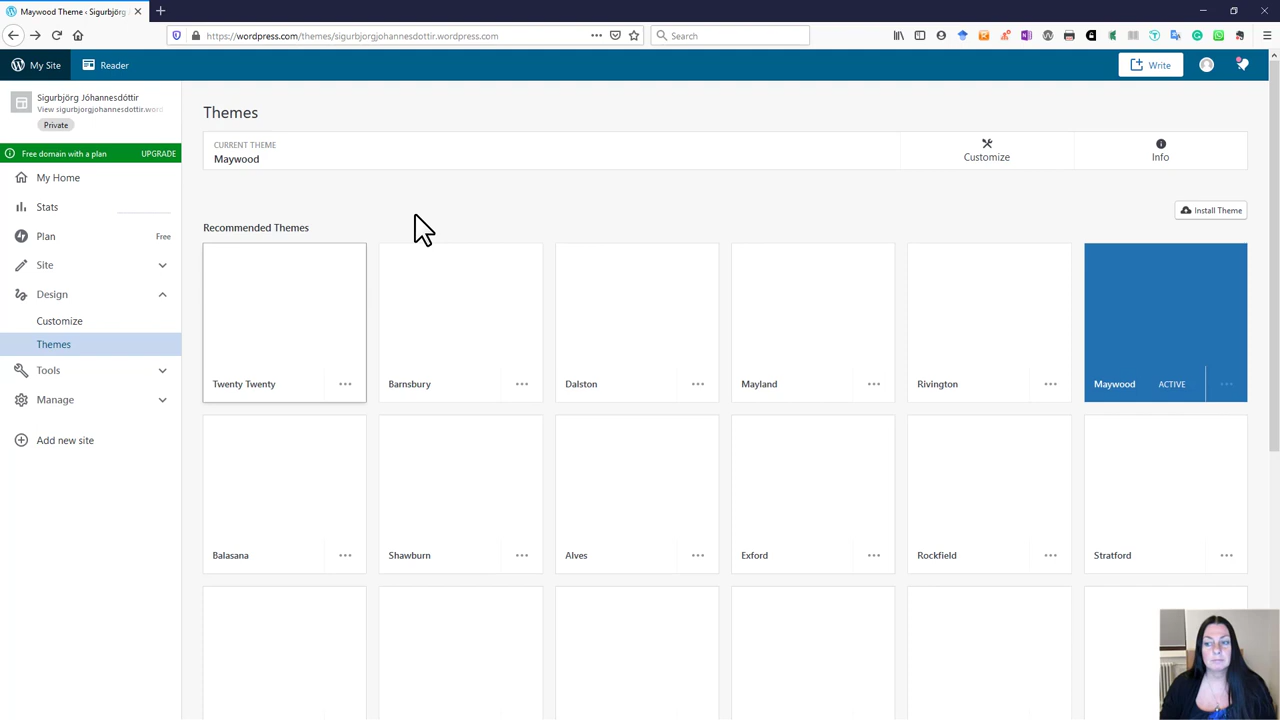 Maywood Theme ‹ Sigurbjörg
https://wordpress.com/themes/sigurbjorgjohannesdottir.wordpress.com
Search
My Site
Reader
Write
Sigurbjörg Jóhannesdóttir
View sigurbjorgjohannesdottir.word
Private
Free domain with a plan
UPGRADE
My Home
Stats
Plan
Free
Site
Design
Customize
Themes
Tools
Manage
Add new site
Themes
CURRENT THEME
Maywood
Customize
Info
Install Theme
Recommended Themes
Twenty Twenty
Barnsbury
Dalston
Mayland
Rivington
Maywood
ACTIVE
Balasana
Shawburn
Alves
Exford
Rockfield
Stratford